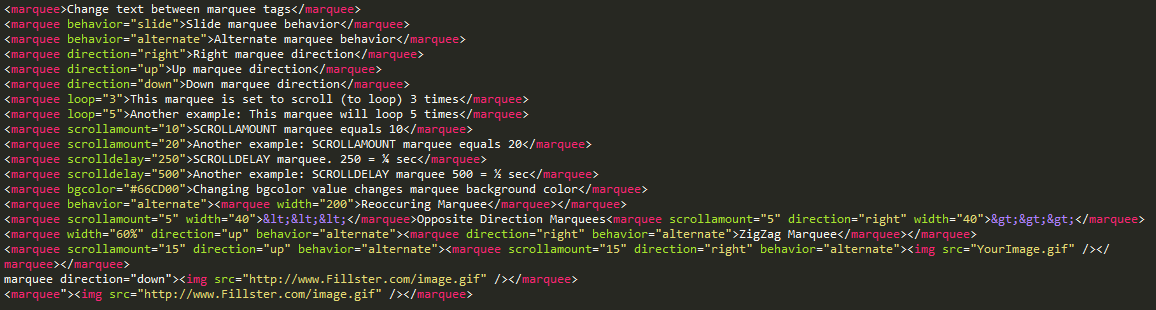 <marquee>Change text between marquee tags</marquee>
<marquee behavior="slide">Slide marquee behavior</marquee>
<marquee behavior="alternate">Alternate marquee behavior</marquee>
<marquee direction="right">Right marquee direction</marquee>
<marquee direction="up">Up marquee direction</marquee>
<marquee direction="down">Down marquee direction</marquee>
<marquee loop="3">This marquee is set to scroll (to loop) 3 times</marquee>
<marquee loop="5">Another example: This marquee will loop 5 times</marquee>
<marquee scrollamount="10">SCROLLAMOUNT marquee equals 10</marquee>
<marquee scrollamount="20">Another example: SCROLLAMOUNT marquee equals 20</marquee>
<marquee scrolldelay="250">SCROLLDELAY marquee. 250 = ¼ sec</marquee>
<marquee scrolldelay="500">Another example: SCROLLDELAY marquee 500 = ½ sec</marquee>
<marquee bgcolor="#66CD00">Changing bgcolor value changes marquee background color</marquee>
<marquee behavior="alternate"><marquee width="200">Reoccuring Marquee</marquee></marquee>
<marquee scrollamount="5" width="40">&lt;&lt;&lt;</marquee>Opposite Direction Marquees<marquee scrollamount="5" direction="right" width="40">&gt;&gt;&gt;</marquee>
<marquee width="60%" direction="up" behavior="alternate"><marquee direction="right" behavior="alternate">ZigZag Marquee</marquee></marquee>
<marquee scrollamount="15" direction="up" behavior="alternate"><marquee scrollamount="15" direction="right" behavior="alternate"><img src="YourImage.gif" /></
marquee></marquee>
marquee direction="down"><img src="http://www.Fillster.com/image.gif" /></marquee>
<marquee"><img src="http://www.Fillster.com/image.gif" /></marquee>